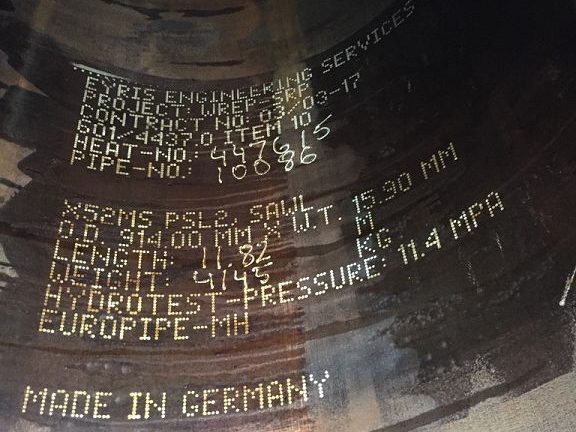 EYRIS ENGINEERING SERVICES
PROJECT WREP-SRP
CONTRACT NO. 03/03-17
601/4437.0 ITEM 10
HEAT-NO.: 447615
PIPE-NO.: 10086
X52MS PSL2, SAWL
O.D. 914.00 MM X W.T. 15.90 MM
LENGTH: 11.82 M
WEIGHT: 4143 KG
HYDROTEST-PRESSURE: 11.4 MPA
EUROPIPE-MH
MADE IN GERMANY